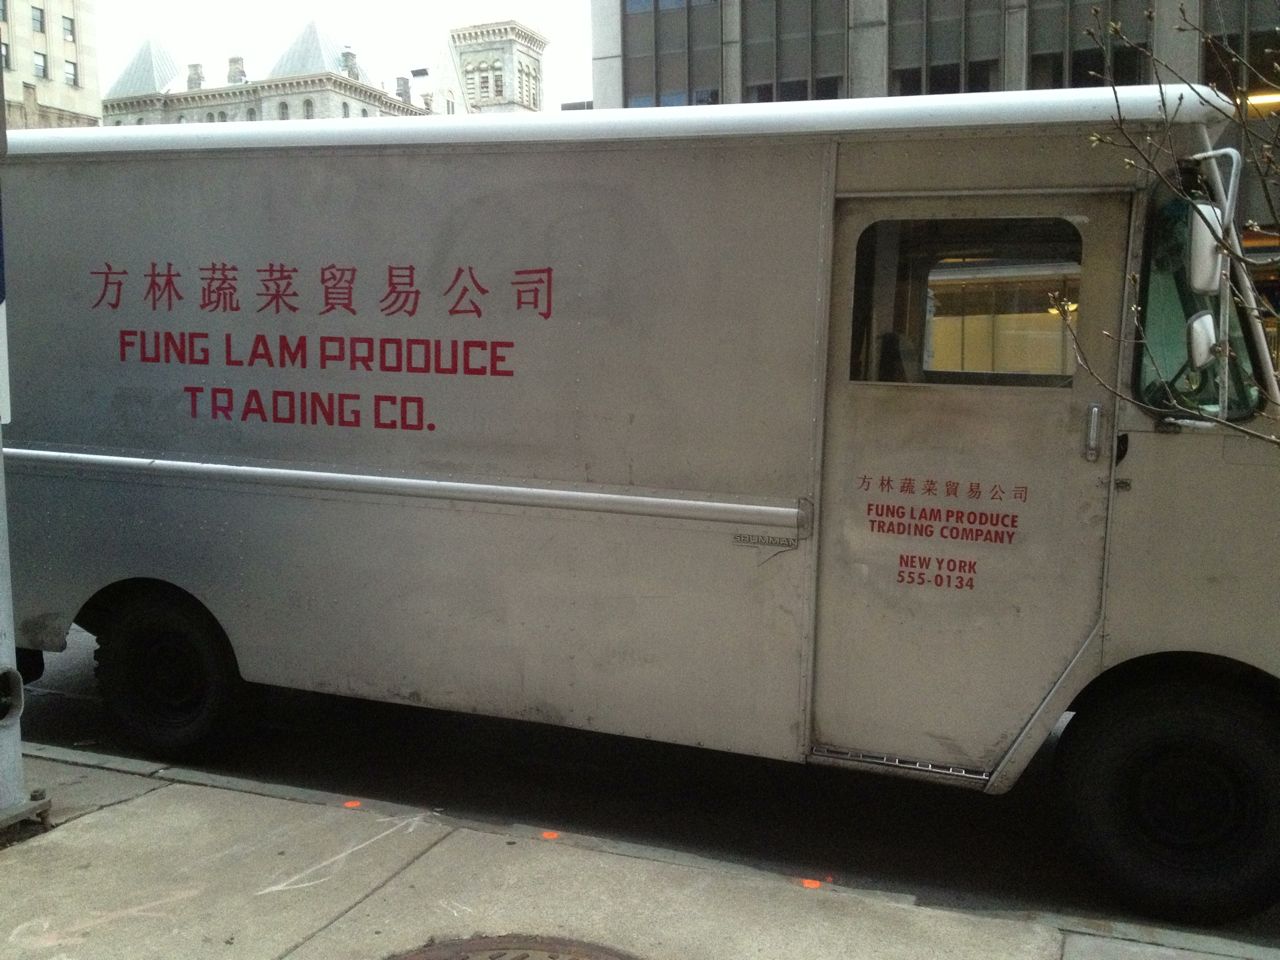 方林蔬菜貿易公司
FUNG LAM PRODUCE
TRADING CO.
GRUMMAN
方林蔬菜貿易公司
FUNG LAM PRODUCE
TRADING COMPANY
NEW YORK
555-0134